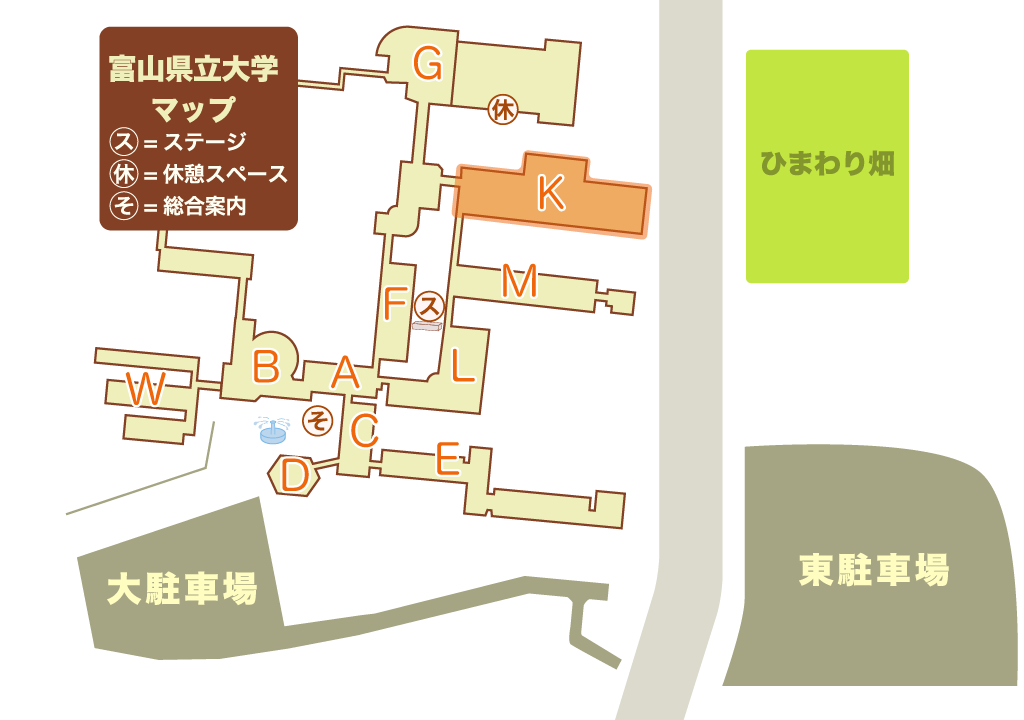 富山県立大学
マップ
ス = ステージ
休 = 休憩スペース
そ = 総合案内
G
休
K
ひまわり畑
M
F
ス
B
A
L
W
そ
C
E
D
大駐車場
東駐車場